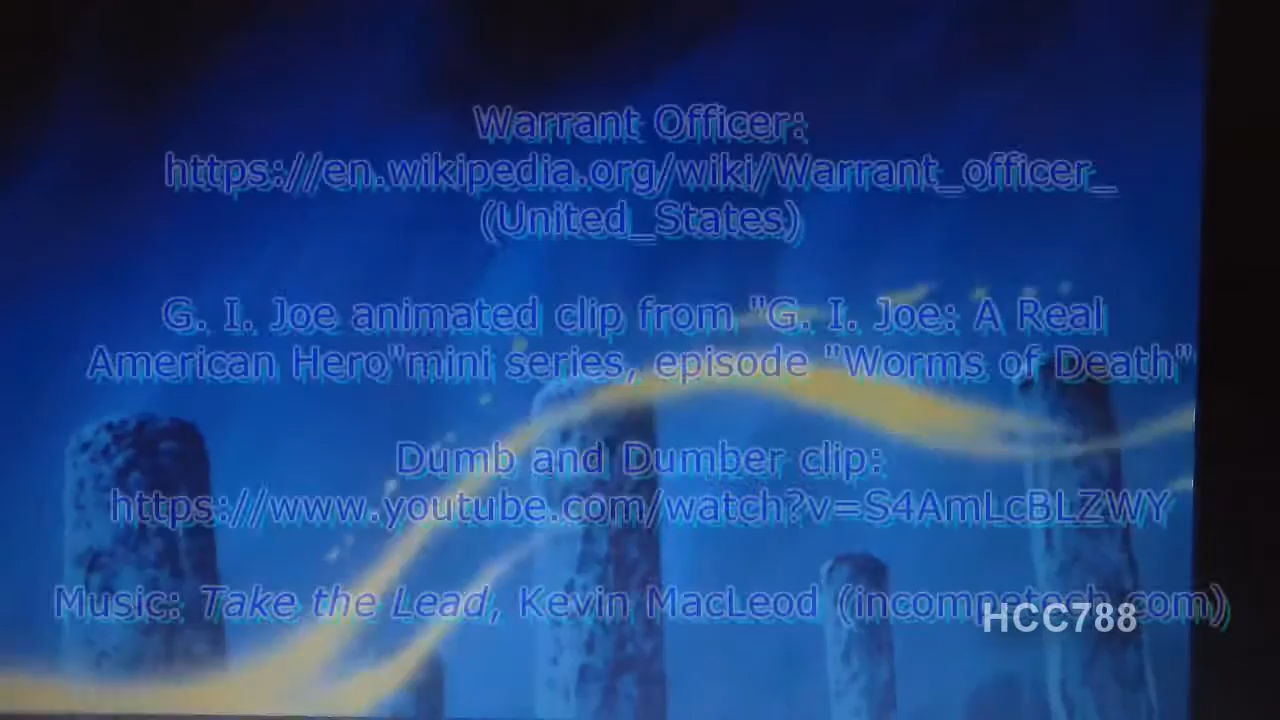 Warrant Officer:
https://en.wikipedia.org/wiki/Warrant_officer_
(United_States)
G. I. Joe animated clip from "G. I. Joe: A Real
American Hero"mini series, episode "Worms of Death"
Dumb and Dumber clip:
https://www.youtube.com/watch?v=S4AmLcBLZWY
Music: Take the Lead, Kevin MacLeod (incompetech.com)
HCC788